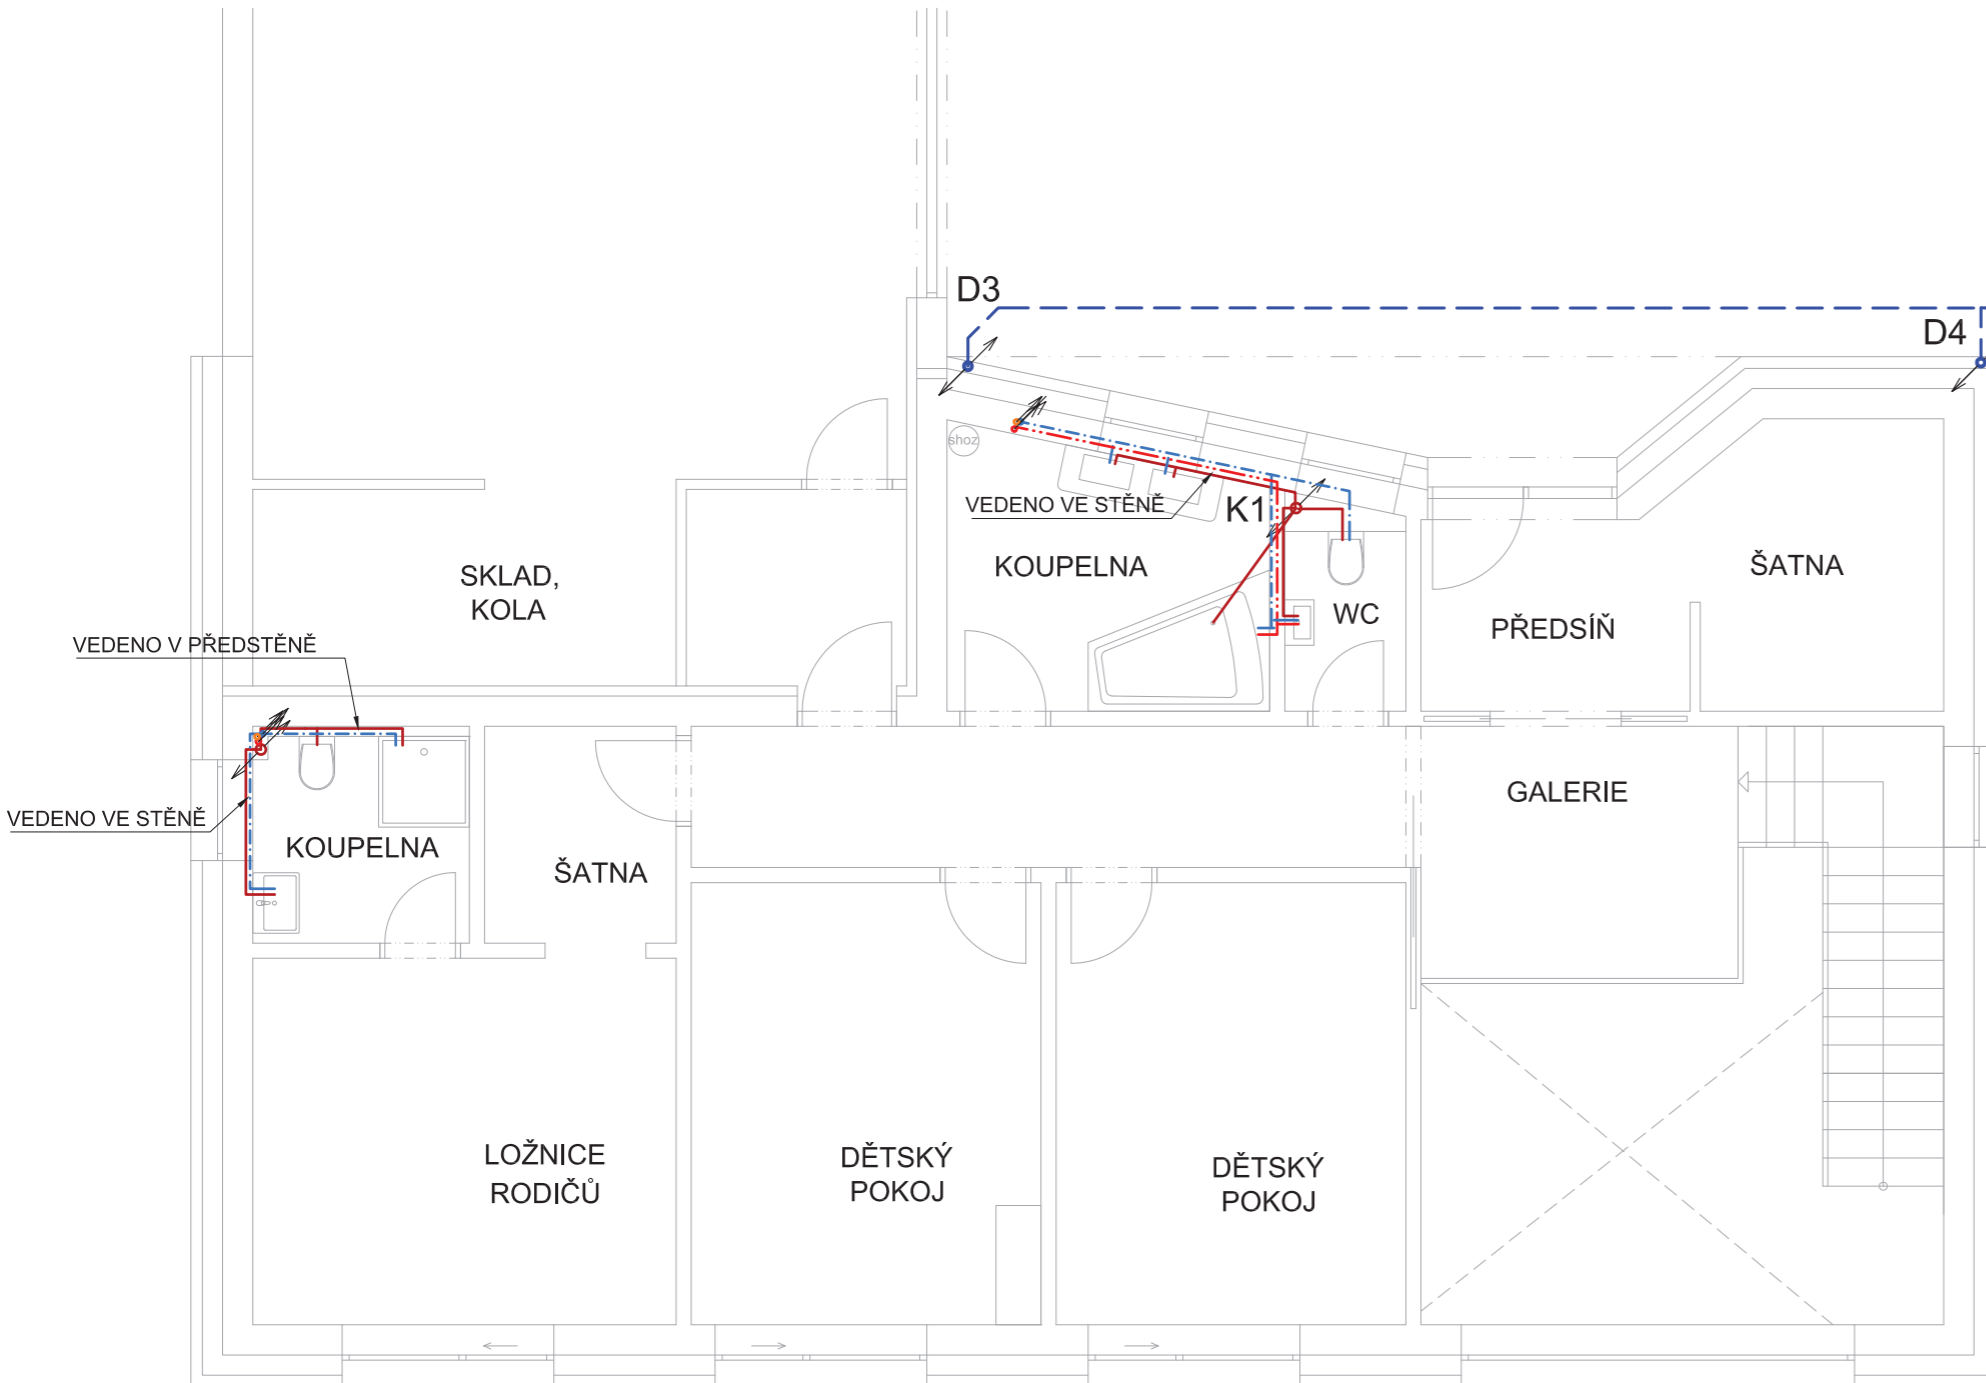 D3
D4
shoz
VEDENO VE STĚNĚ
K1
KOUPELNA
ŠATNA
SKLAD,
KOLA
WC
PŘEDSÍŇ
VEDENO V PŘEDSTĚNĚ
GALERIE
VEDENO VE STĚNĚ
KOUPELNA
ŠATNA
LOŽNICE
RODIČŮ
DĚTSKÝ
POKOJ
DĚTSKÝ
POKOJ